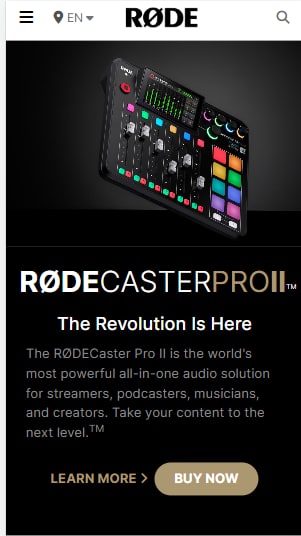 EN
RØDE
RØDECASTERPROII™
The Revolution Is Here
The RØDECaster Pro II is the world's
most powerful all-in-one audio solution
for streamers, podcasters, musicians,
and creators. Take your content to the
next level.™
LEARN MORE
BUY NOW